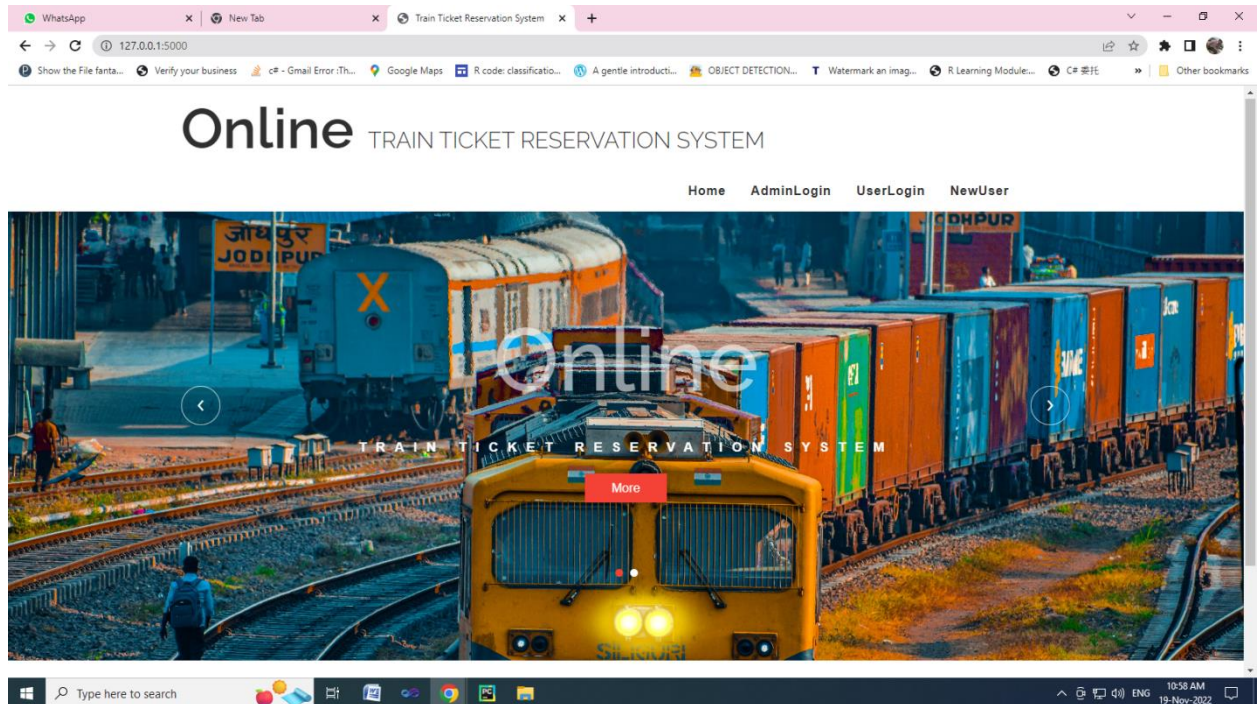 WhatsApp
New Tab
Train Ticket Reservation System
127.0.0.1:5000
Show the File fanta...
Verify your business
c# - Gmail Error :Th...
Google Maps
R code: classificatio...
A gentle introducti...
OBJECT DETECTION...
Watermark an imag...
R Learning Module:...
C# 委托
»
Other bookmarks
Online TRAIN TICKET RESERVATION SYSTEM
Home AdminLogin UserLogin NewUser
जोधपुर
JODHPUR
ODHPUR
X
Online
TRAIN TICKET RESERVATION SYSTEM
More
SILIGURI
Type here to search
ENG
10:58 AM
19-Nov-2022